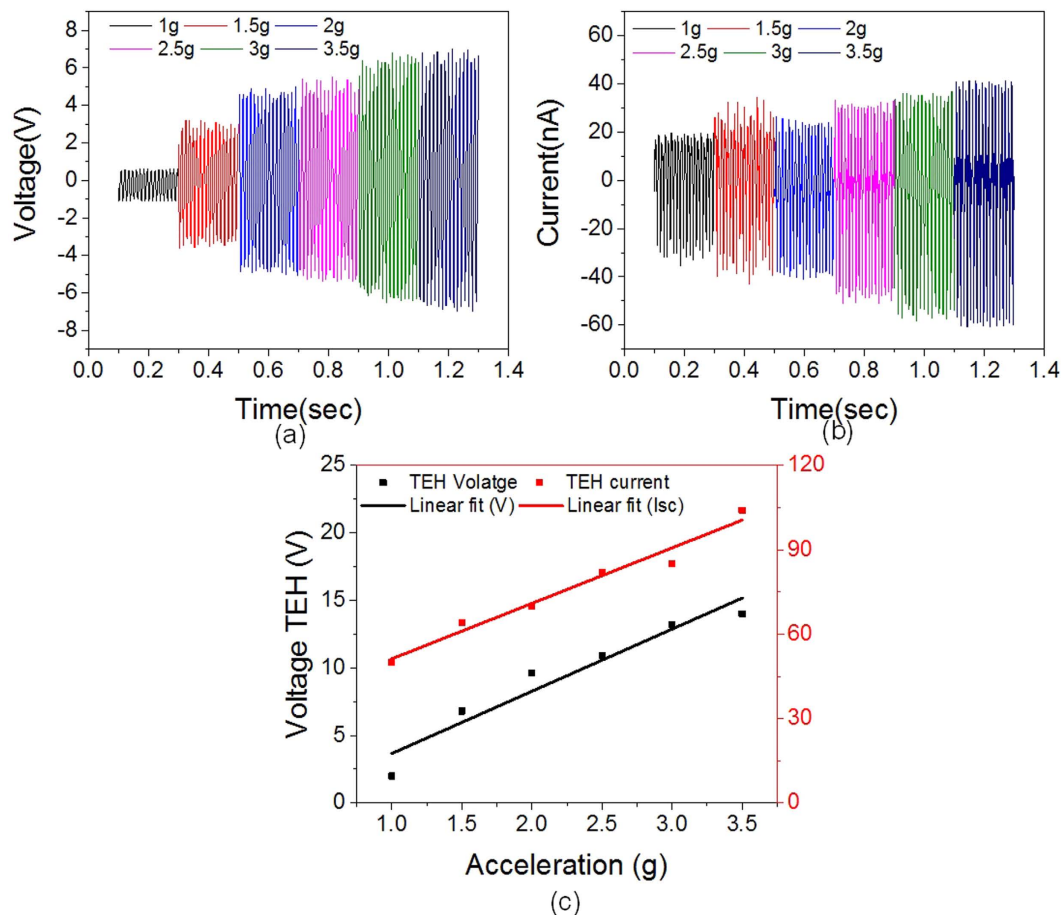 1g 1.5g 2g
2.5g 3g 3.5g
8
6
4
2
0
-2
-4
-6
-8
Voltage(V)
0.0 0.2 0.4 0.6 0.8 1.0 1.2 1.4
Time(sec)
(a)
1g 1.5g 2g
2.5g 3g 3.5g
60
40
20
0
-20
-40
-60
Current(nA)
0.0 0.2 0.4 0.6 0.8 1.0 1.2 1.4
Time(sec)
(b)
TEH Volatge TEH current
Linear fit (V) Linear fit (Isc)
25
20
15
10
5
0
Voltage TEH (V)
120
90
60
30
0
1.0 1.5 2.0 2.5 3.0 3.5
Acceleration (g)
(c)